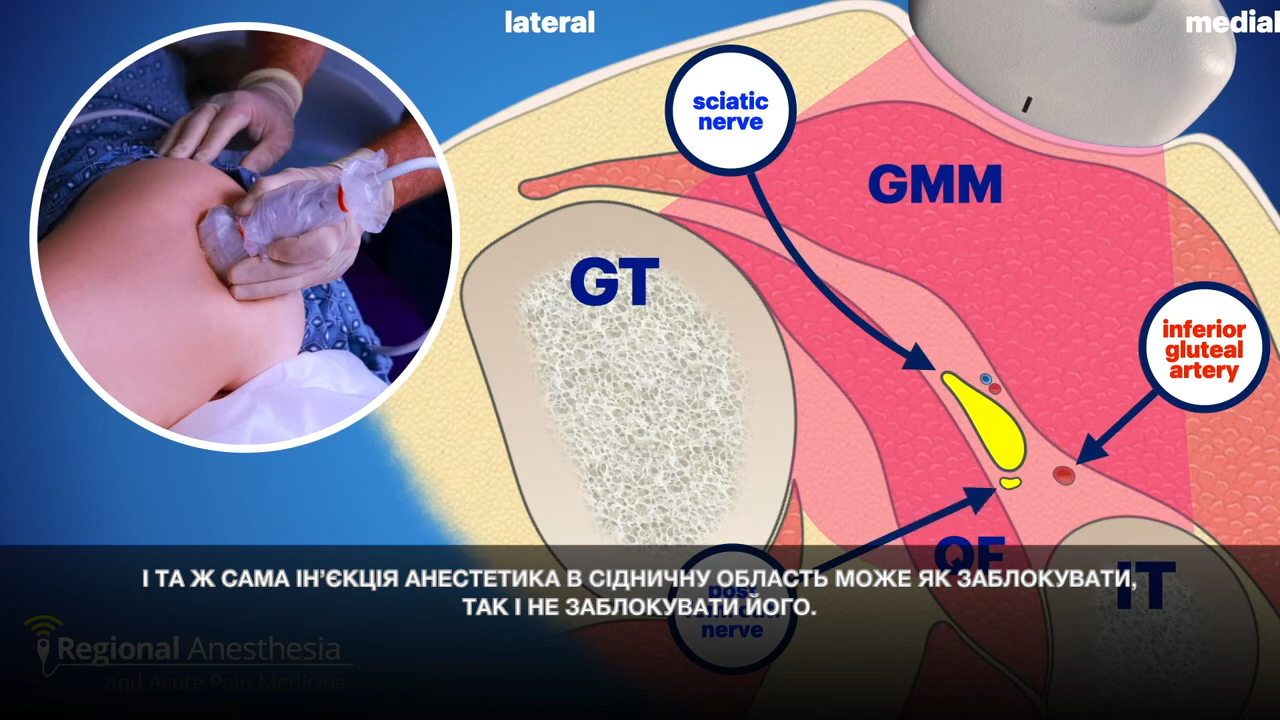 lateral
medial
sciatic
nerve
GMM
GT
inferior
gluteal
artery
QF
IT
І ТА Ж САМА ІН’ЄКЦІЯ АНЕСТЕТИКА В СІДНИЧНУ ОБЛАСТЬ МОЖЕ ЯК ЗАБЛОКУВАТИ,
ТАК І НЕ ЗАБЛОКУВАТИ ЙОГО.
nerve
Regional Anesthesia
and Acute Pain Medicine